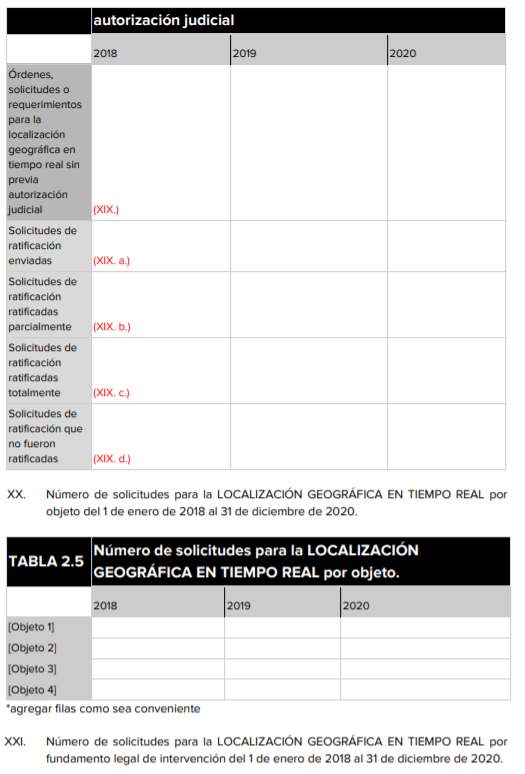 autorización judicial
2018 2019 2020
Órdenes,
solicitudes o
requerimientos
para la
localización
geográfica en
tiempo real sin
previa
autorización
judicial (XIX.)
Solicitudes de
ratificación
enviadas (XIX. a.)
Solicitudes de
ratificación
ratificadas
parcialmente (XIX. b.)
Solicitudes de
ratificación
ratificadas
totalmente (XIX. c.)
Solicitudes de
ratificación que
no fueron
ratificadas (XIX. d.)
XX. Número de solicitudes para la LOCALIZACIÓN GEOGRÁFICA EN TIEMPO REAL por
objeto del 1 de enero de 2018 al 31 de diciembre de 2020.
TABLA 2.5 Número de solicitudes para la LOCALIZACIÓN
GEOGRÁFICA EN TIEMPO REAL por objeto.
2018 2019 2020
[Objeto 1]
[Objeto 2]
[Objeto 3]
[Objeto 4]
*agregar filas como sea conveniente
XXI. Número de solicitudes para la LOCALIZACIÓN GEOGRÁFICA EN TIEMPO REAL por
fundamento legal de intervención del 1 de enero de 2018 al 31 de diciembre de 2020.